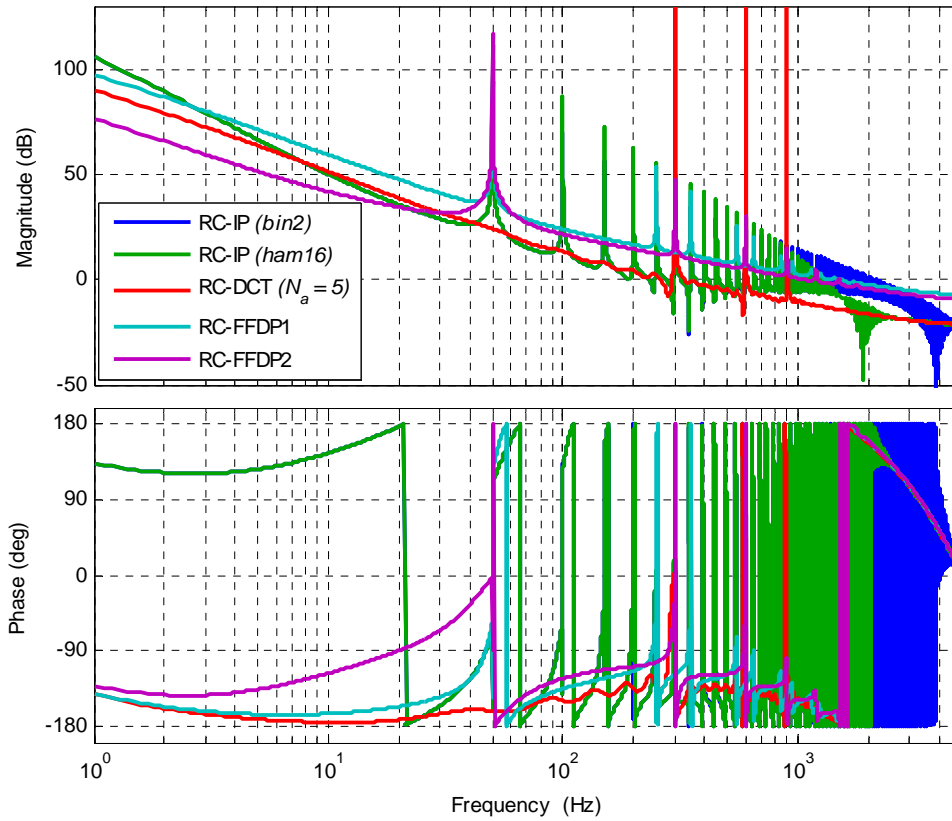 100
50
0
-50
Magnitude (dB)
RC-IP (bin2)
RC-IP (ham16)
RC-DCT (N_a = 5)
RC-FFDP1
RC-FFDP2
180
90
0
-90
-180
Phase (deg)
10^0
10^1
10^2
10^3
Frequency (Hz)